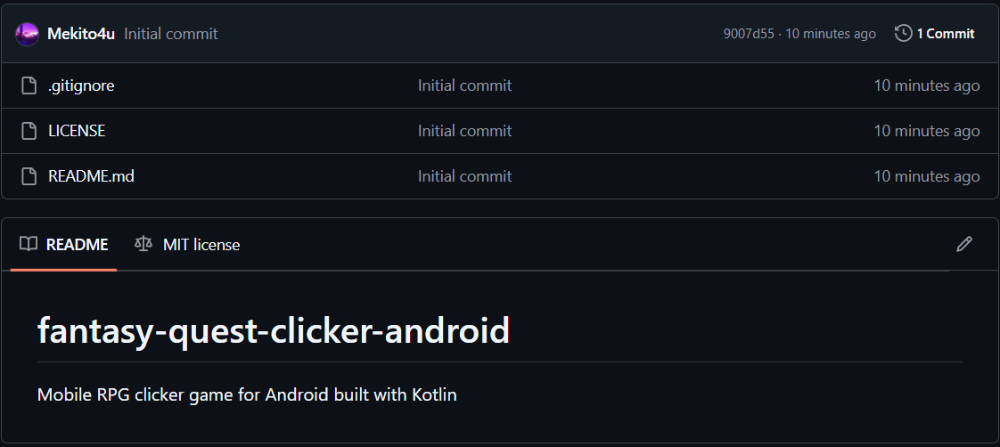 Mekito4u Initial commit 9007d55 · 10 minutes ago 1 Commit
.gitignore Initial commit 10 minutes ago
LICENSE Initial commit 10 minutes ago
README.md Initial commit 10 minutes ago
README MIT license
fantasy-quest-clicker-android
Mobile RPG clicker game for Android built with Kotlin